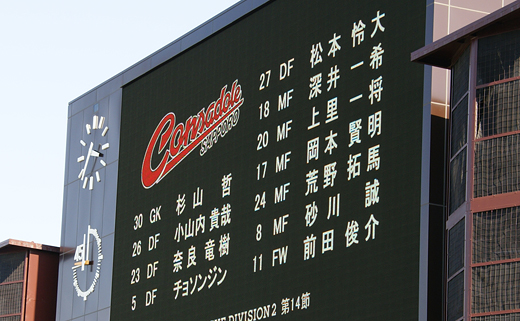 Consadole
SAPPORO
30 GK 杉山 哲
26 DF 小山内 貴哉
23 DF 奈良 竜樹
5 DF チョソンジン
27 DF 松本 怜大
18 MF 深井 一希
20 MF 上里 一将
17 MF 岡本 賢明
24 MF 荒野 拓馬
8 MF 砂川 誠
11 FW 前田 俊介
DIVISION 2 第14節